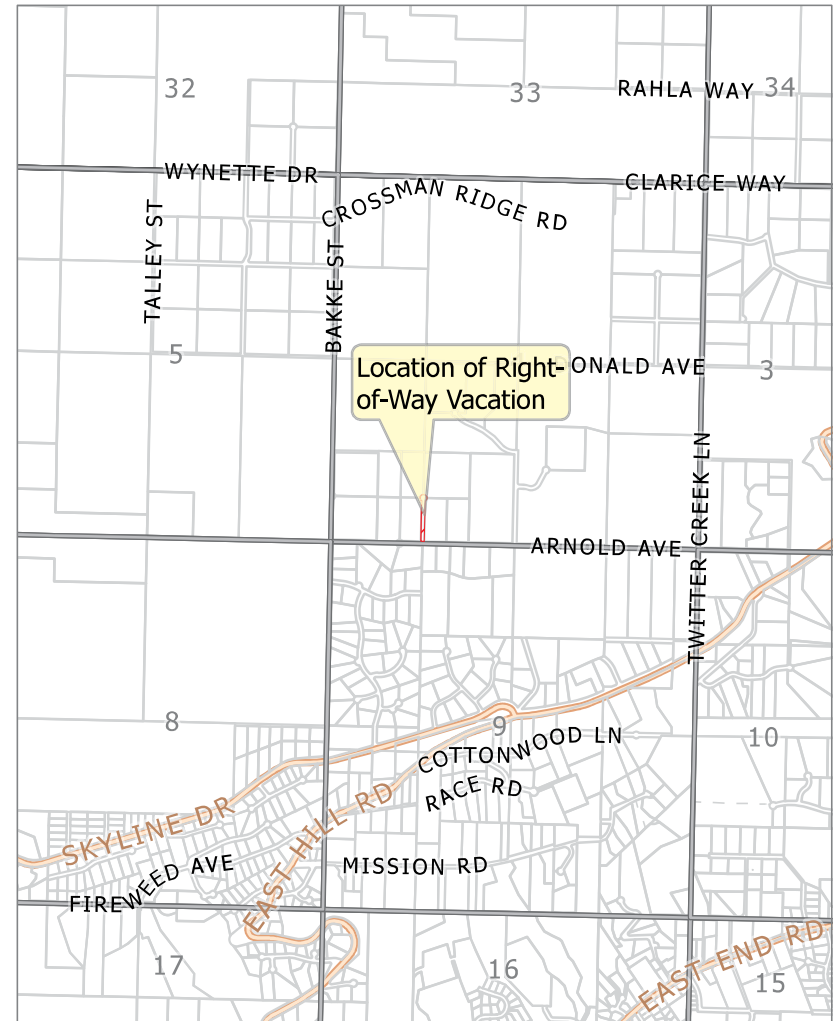 32
33
RAHLA WAY
34
WYNETTE DR
CLARICE WAY
CROSSMAN RIDGE RD
TALLEY ST
BAKKE ST
5
Location of Right-
of-Way Vacation
ONALD AVE
3
TWITTER CREEK LN
ARNOLD AVE
8
9
10
COTTONWOOD LN
RACE RD
SKYLINE DR
EAST HILL RD
MISSION RD
FIREWEED AVE
17
16
EAST END RD
15